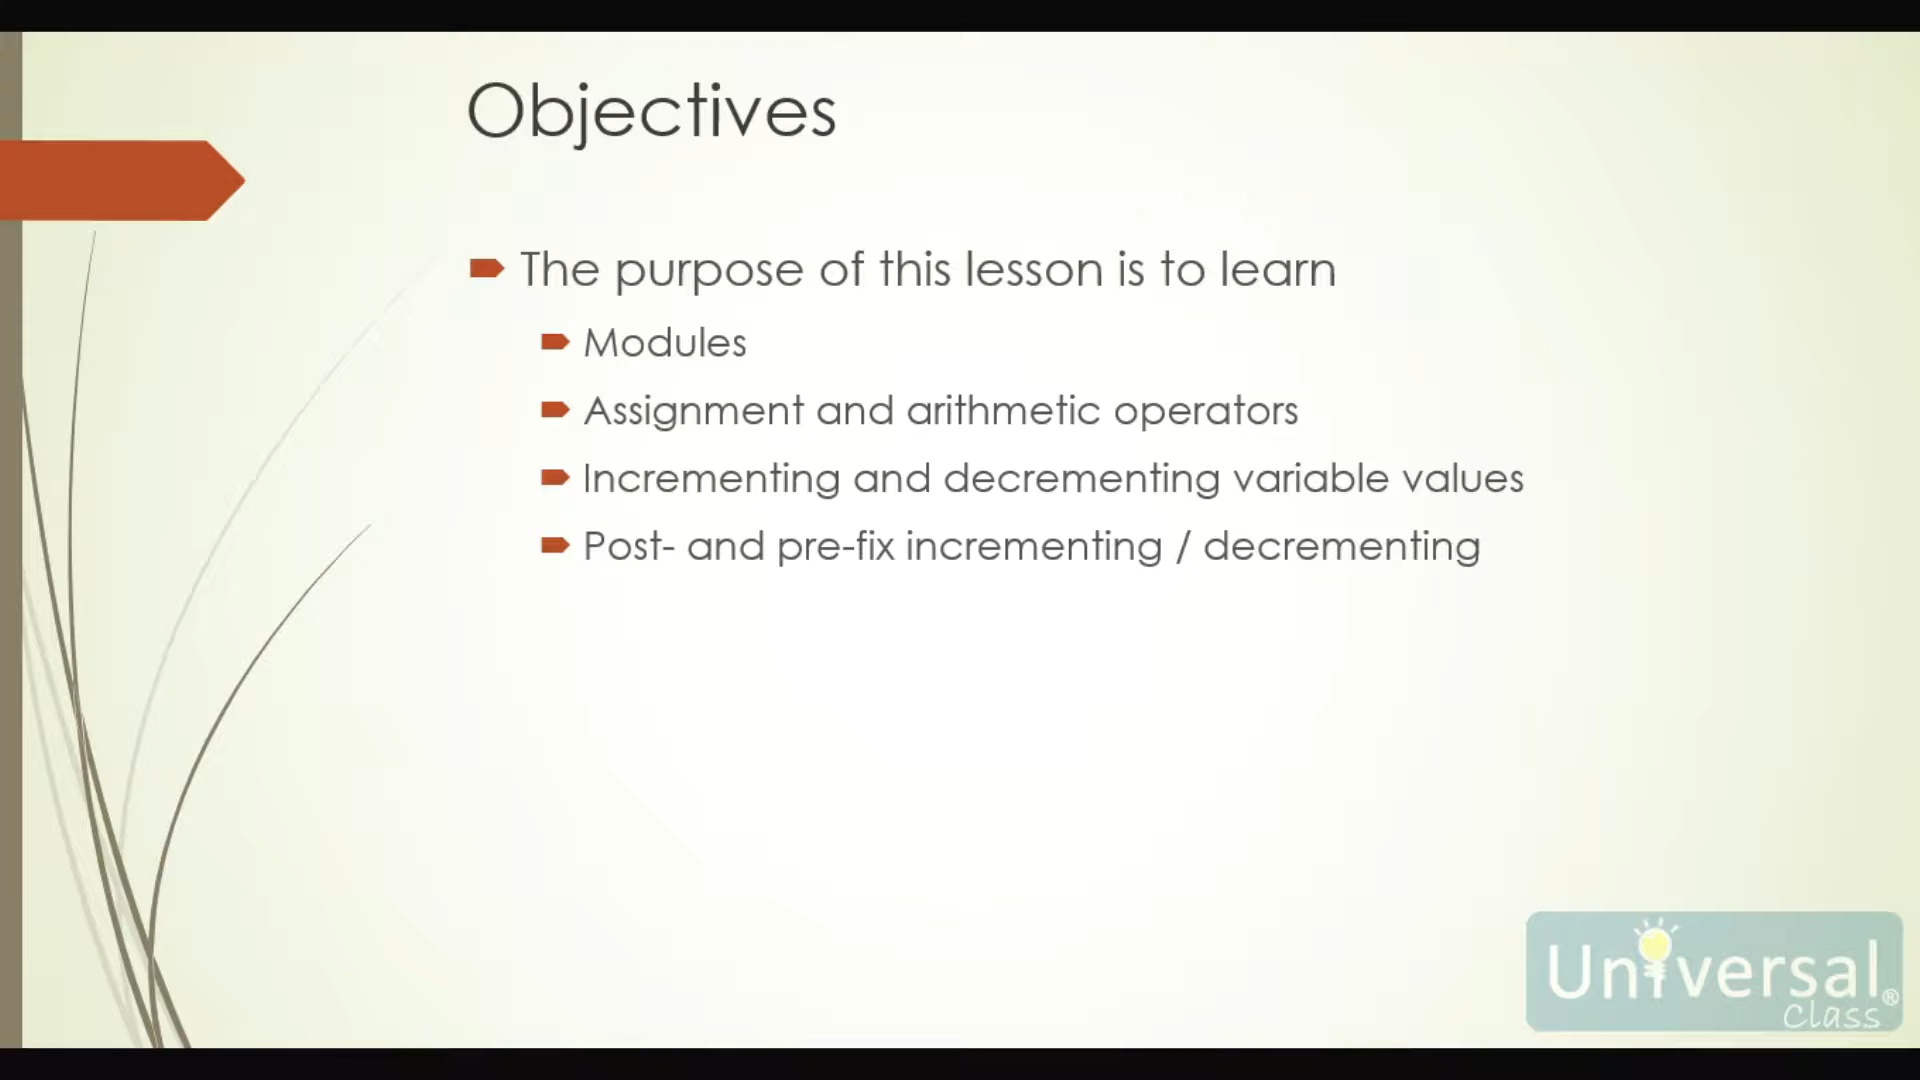 Objectives
The purpose of this lesson is to learn
Modules
Assignment and arithmetic operators
Incrementing and decrementing variable values
Post- and pre-fix incrementing / decrementing
Universal®
Class